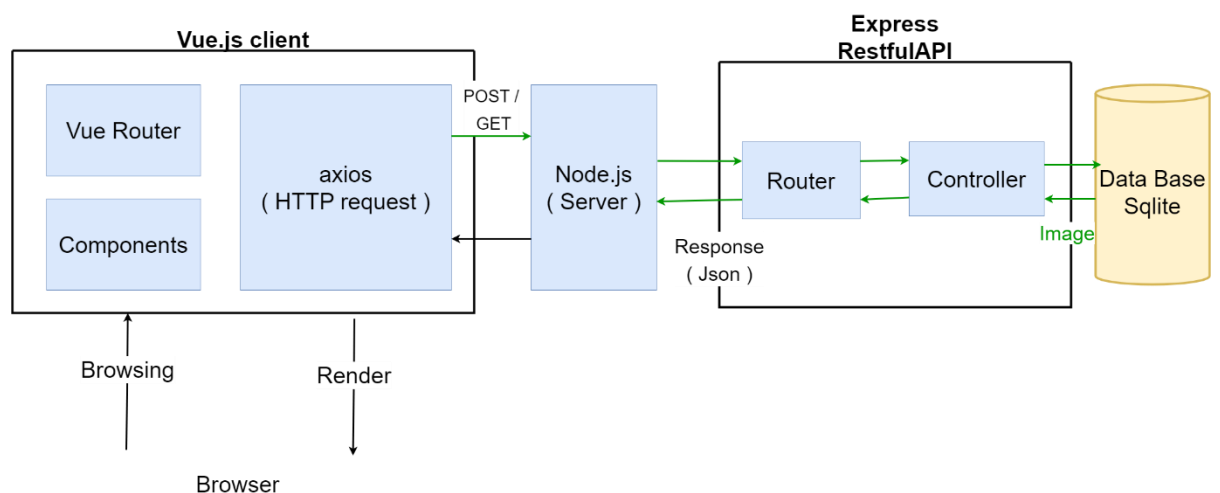 Vue.js client
Vue Router
Components
axios
( HTTP request )
POST /
GET
Node.js
( Server )
Express
RestfulAPI
Router
Controller
Response
( Json )
Image
Data Base
Sqlite
Browsing
Render
Browser